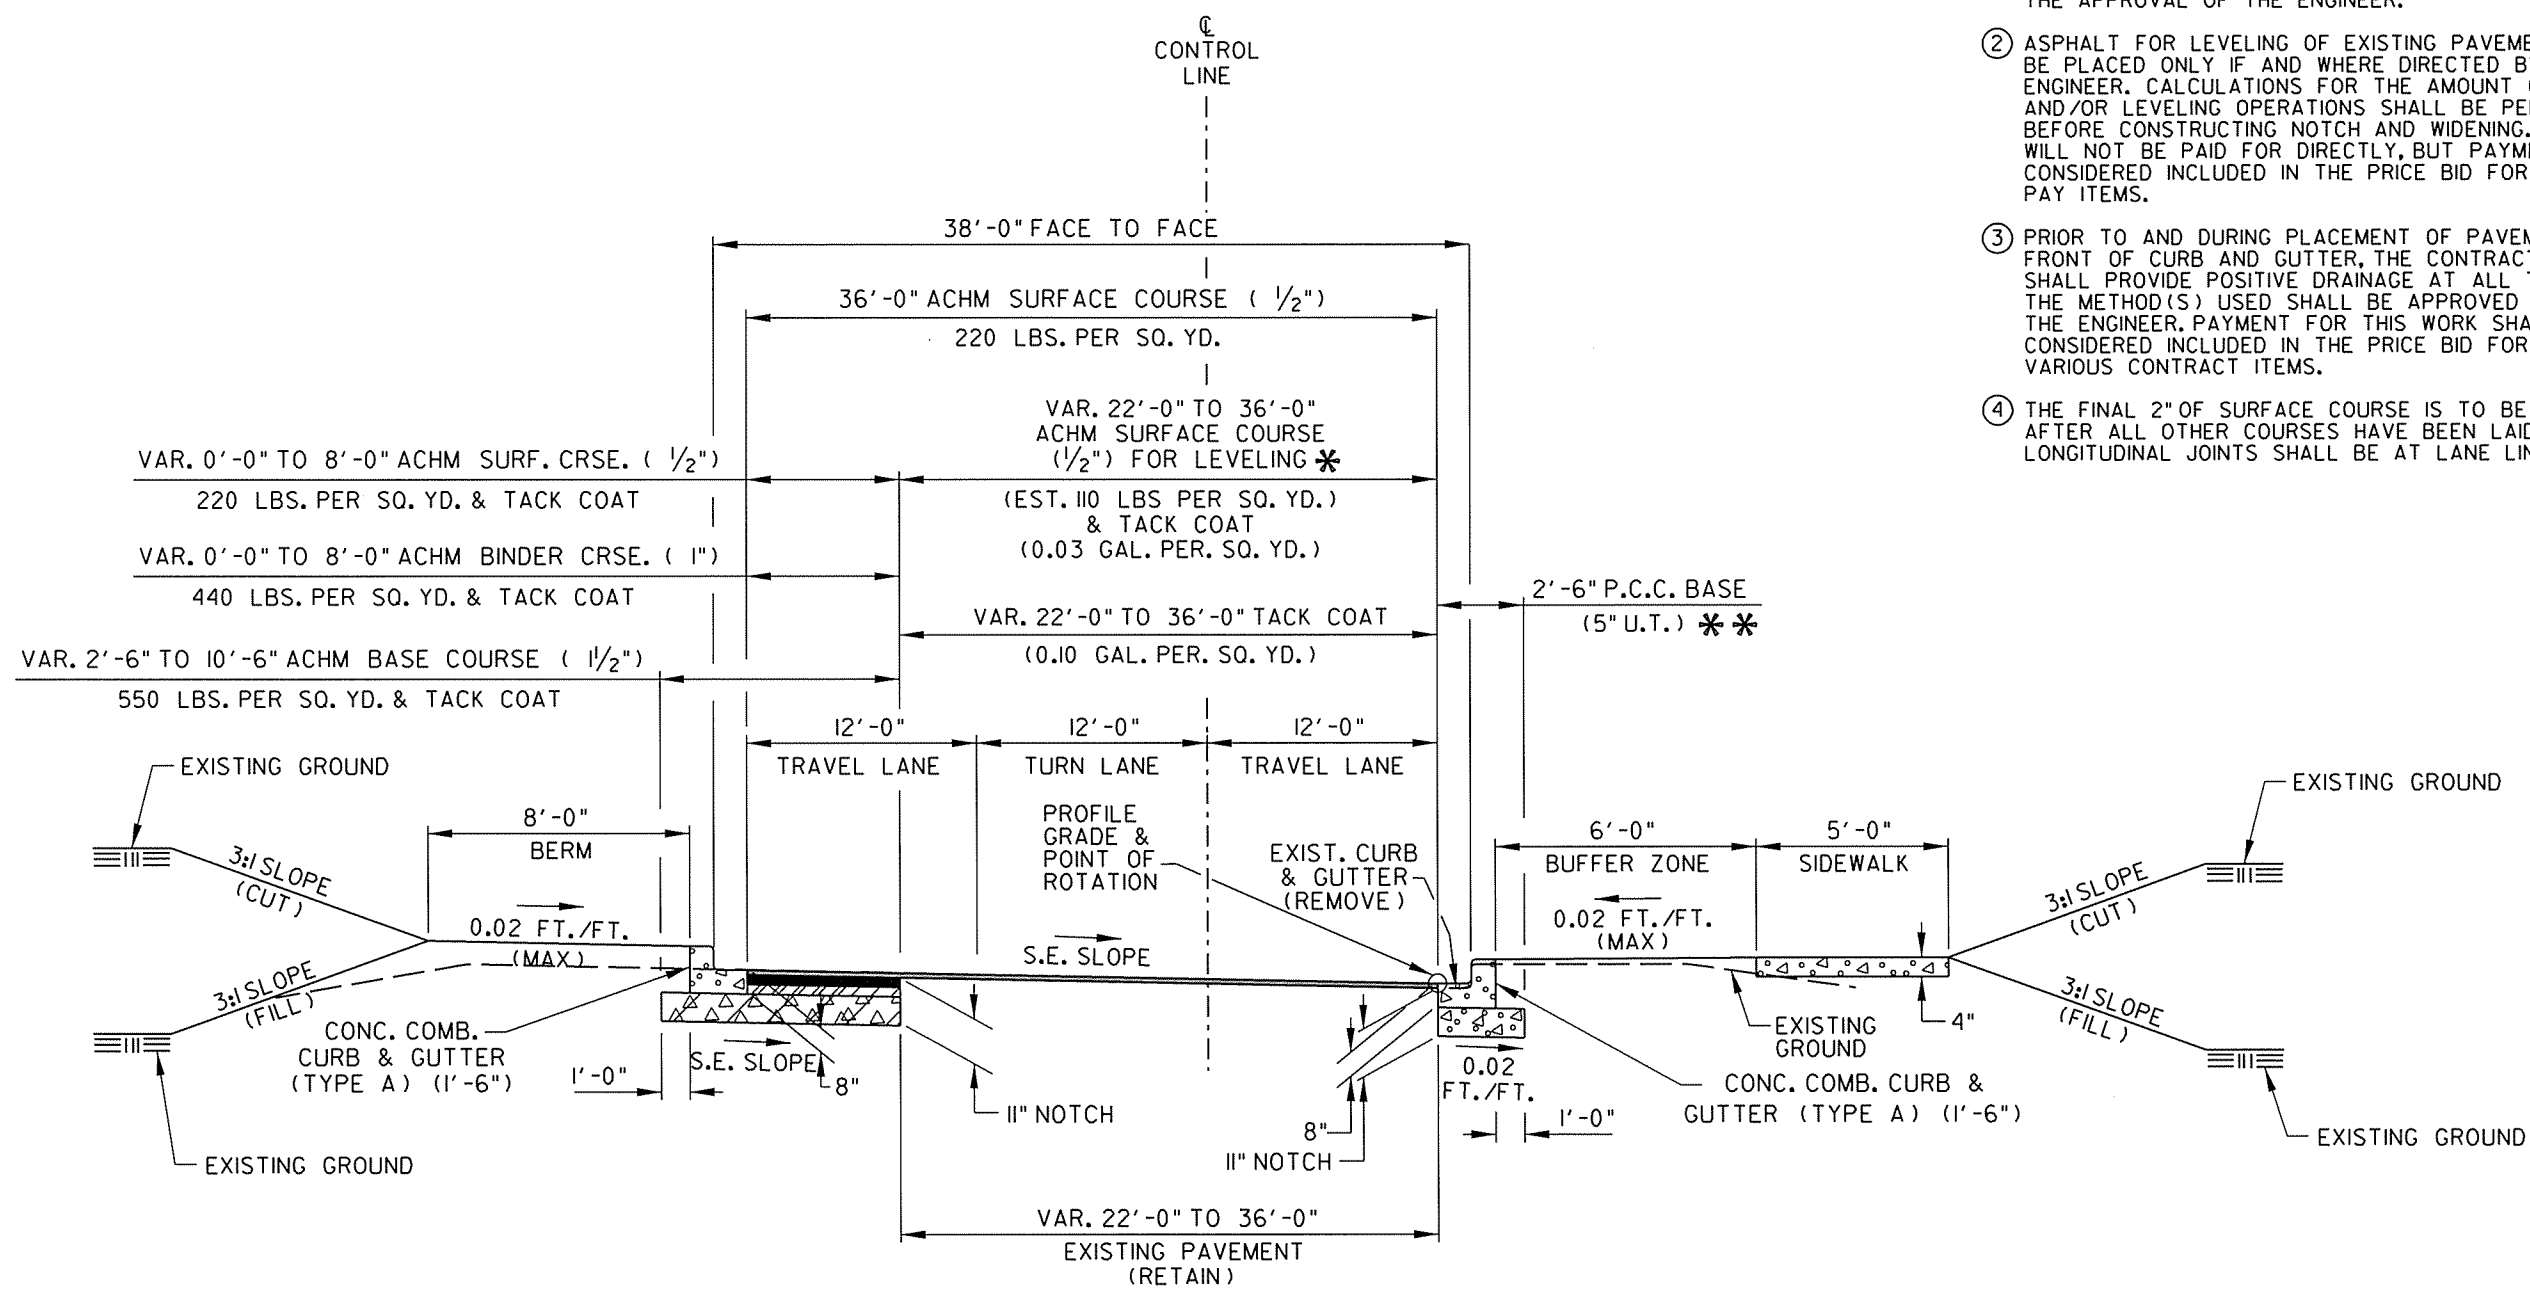 ℄
CONTROL
LINE
38'-0" FACE TO FACE
36'-0" ACHM SURFACE COURSE ( 1/2")
220 LBS. PER SQ. YD.
VAR. 22'-0" TO 36'-0"
ACHM SURFACE COURSE
(1/2") FOR LEVELING *
(EST. 110 LBS PER SQ. YD.)
& TACK COAT
(0.03 GAL. PER. SQ. YD.)
VAR. 0'-0" TO 8'-0" ACHM SURF. CRSE. ( 1/2")
220 LBS. PER SQ. YD. & TACK COAT
VAR. 0'-0" TO 8'-0" ACHM BINDER CRSE. ( 1")
440 LBS. PER SQ. YD. & TACK COAT
VAR. 22'-0" TO 36'-0" TACK COAT
(0.10 GAL. PER. SQ. YD.)
2'-6" P.C.C. BASE
(5" U.T.) * *
VAR. 2'-6" TO 10'-6" ACHM BASE COURSE ( 1 1/2")
550 LBS. PER SQ. YD. & TACK COAT
12'-0"
TRAVEL LANE
12'-0"
TURN LANE
12'-0"
TRAVEL LANE
EXISTING GROUND
8'-0"
BERM
3:1 SLOPE
(CUT)
0.02 FT./FT.
(MAX)
3:1 SLOPE
(FILL)
CONC. COMB.
CURB & GUTTER
(TYPE A) (1'-6")
EXISTING GROUND
1'-0"
S.E. SLOPE
8"
11" NOTCH
S.E. SLOPE
PROFILE
GRADE &
POINT OF
ROTATION
EXIST. CURB
& GUTTER
(REMOVE)
8"
11" NOTCH
0.02
FT./FT.
1'-0"
6'-0"
BUFFER ZONE
5'-0"
SIDEWALK
0.02 FT./FT.
(MAX)
EXISTING
GROUND
4"
CONC. COMB. CURB &
GUTTER (TYPE A) (1'-6")
3:1 SLOPE
(CUT)
3:1 SLOPE
(FILL)
EXISTING GROUND
EXISTING GROUND
VAR. 22'-0" TO 36'-0"
EXISTING PAVEMENT
(RETAIN)
THE APPROVAL OF THE ENGINEER.
② ASPHALT FOR LEVELING OF EXISTING PAVEME
BE PLACED ONLY IF AND WHERE DIRECTED B
ENGINEER. CALCULATIONS FOR THE AMOUNT
AND/OR LEVELING OPERATIONS SHALL BE PE
BEFORE CONSTRUCTING NOTCH AND WIDENING.
WILL NOT BE PAID FOR DIRECTLY, BUT PAYM
CONSIDERED INCLUDED IN THE PRICE BID FOR
PAY ITEMS.
③ PRIOR TO AND DURING PLACEMENT OF PAVEM
FRONT OF CURB AND GUTTER, THE CONTRACT
SHALL PROVIDE POSITIVE DRAINAGE AT ALL
THE METHOD(S) USED SHALL BE APPROVED
THE ENGINEER. PAYMENT FOR THIS WORK SHA
CONSIDERED INCLUDED IN THE PRICE BID FOR
VARIOUS CONTRACT ITEMS.
④ THE FINAL 2" OF SURFACE COURSE IS TO BE
AFTER ALL OTHER COURSES HAVE BEEN LAID
LONGITUDINAL JOINTS SHALL BE AT LANE LIN